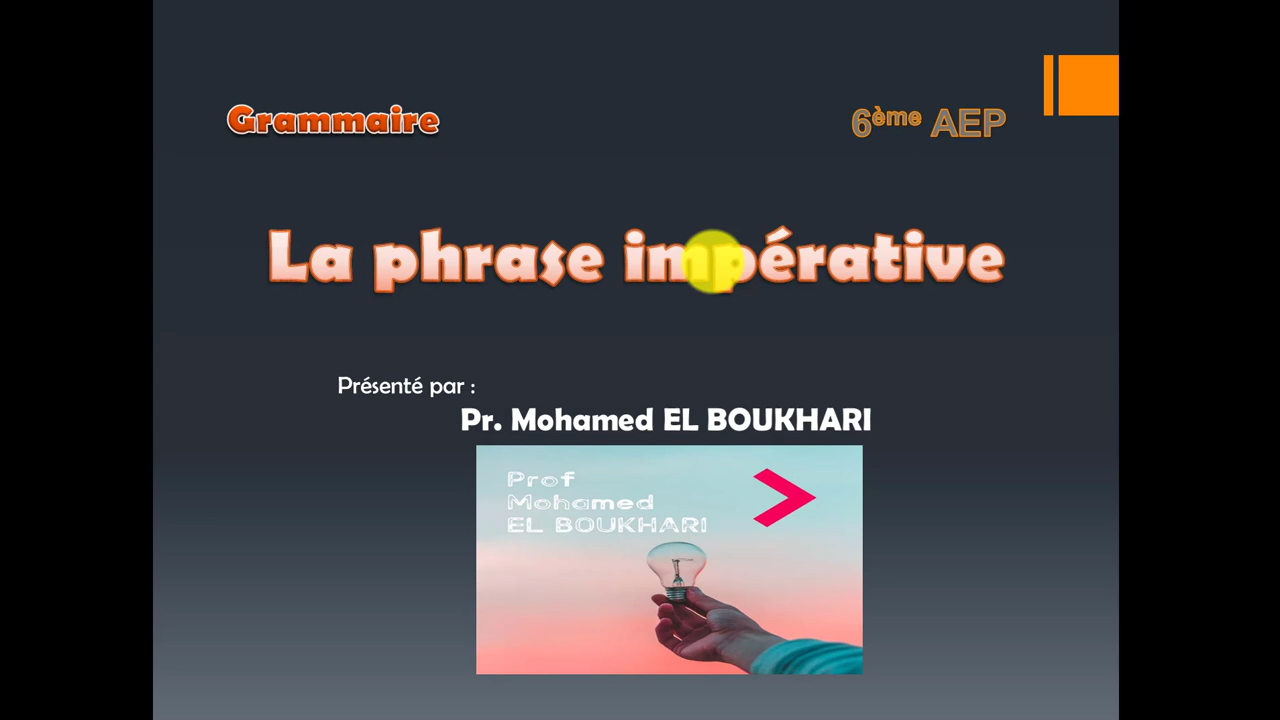 Grammaire
6ème AEP
La phrase impérative
Présenté par :
Pr. Mohamed EL BOUKHARI
Prof
Mohamed
EL BOUKHARI